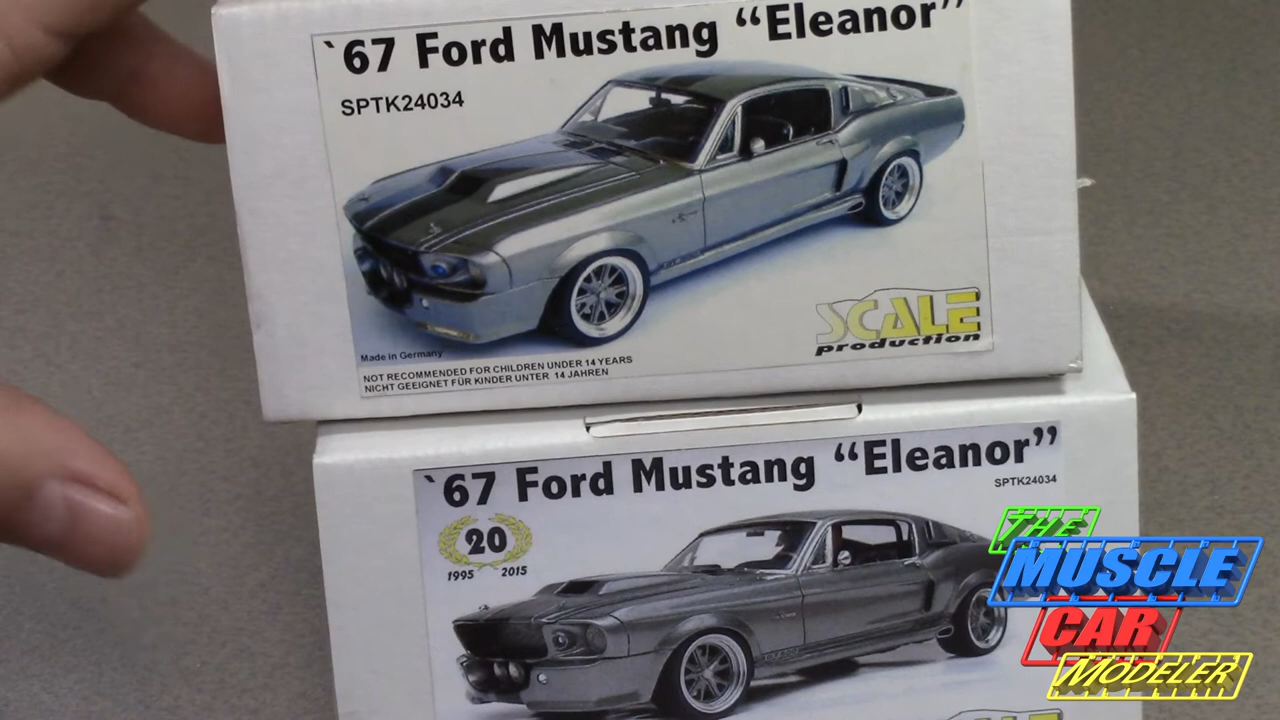 `67 Ford Mustang “Eleanor”
SPTK24034
SCALE
production
Made in Germany
NOT RECOMMENDED FOR CHILDREN UNDER 14 YEARS
NICHT GEEIGNET FÜR KINDER UNTER 14 JAHREN
`67 Ford Mustang “Eleanor”
SPTK24034
20
1995 2015
THE
MUSCLE
CAR
MODELER